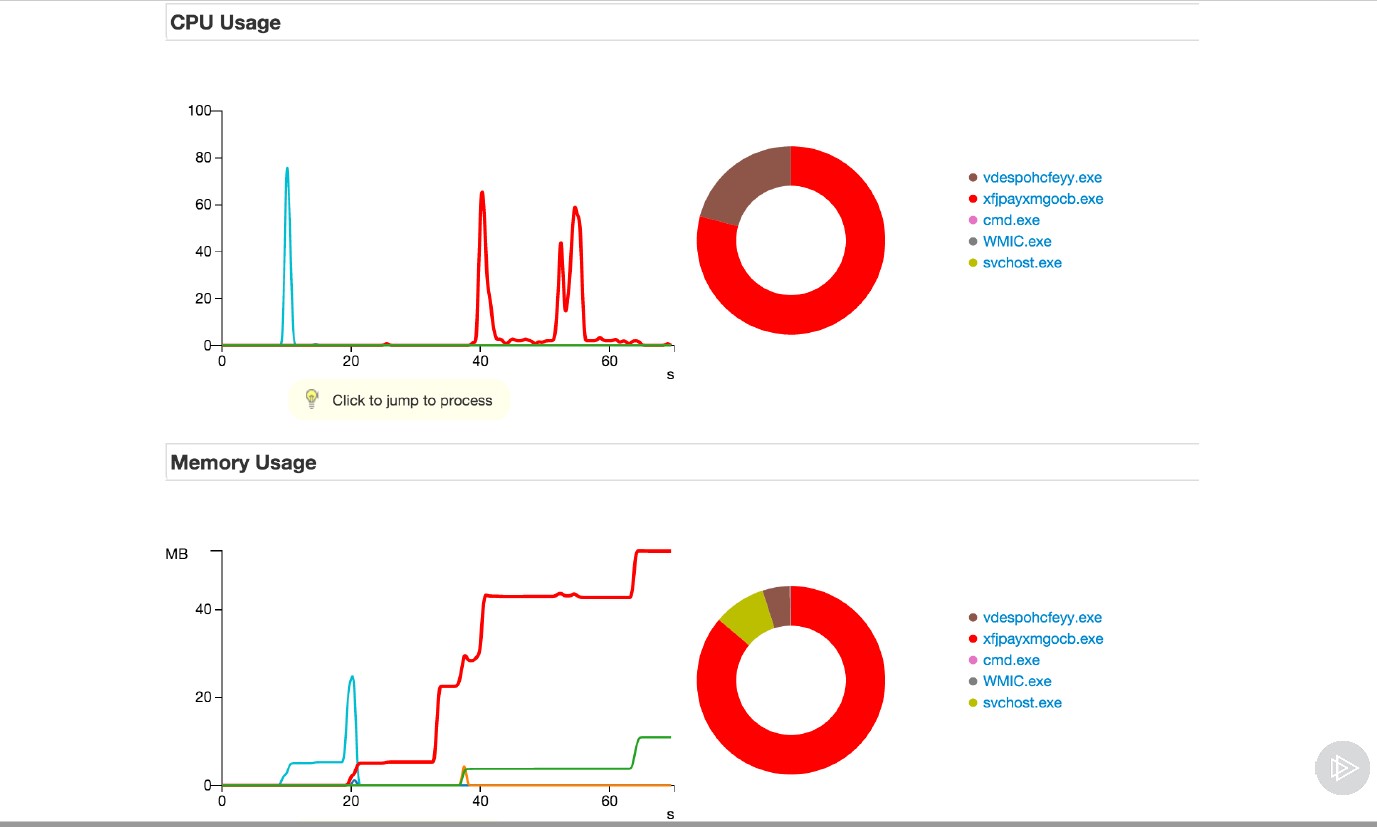 CPU Usage
100
80
60
40
20
0
0 20 40 60
s
vdespohcfeyy.exe
xfjpayxmgocb.exe
cmd.exe
WMIC.exe
svchost.exe
Click to jump to process
Memory Usage
MB
40
20
0
0 20 40 60
s
vdespohcfeyy.exe
xfjpayxmgocb.exe
cmd.exe
WMIC.exe
svchost.exe